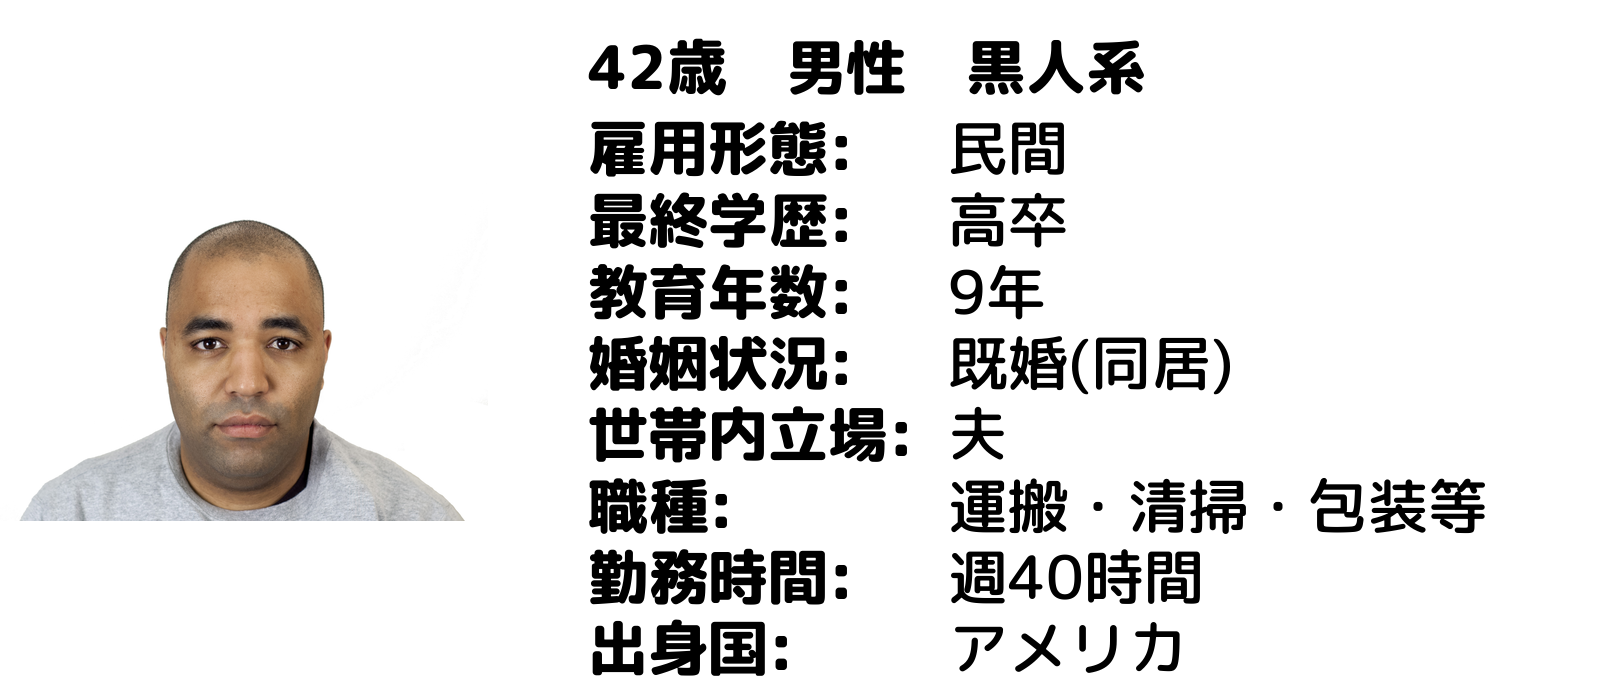 42歳　男性　黒人系
雇用形態:　民間
最終学歴:　高卒
教育年数:　9年
婚姻状況:　既婚(同居)
世帯内立場:　夫
職種:　運搬・清掃・包装等
勤務時間:　週40時間
出身国:　アメリカ